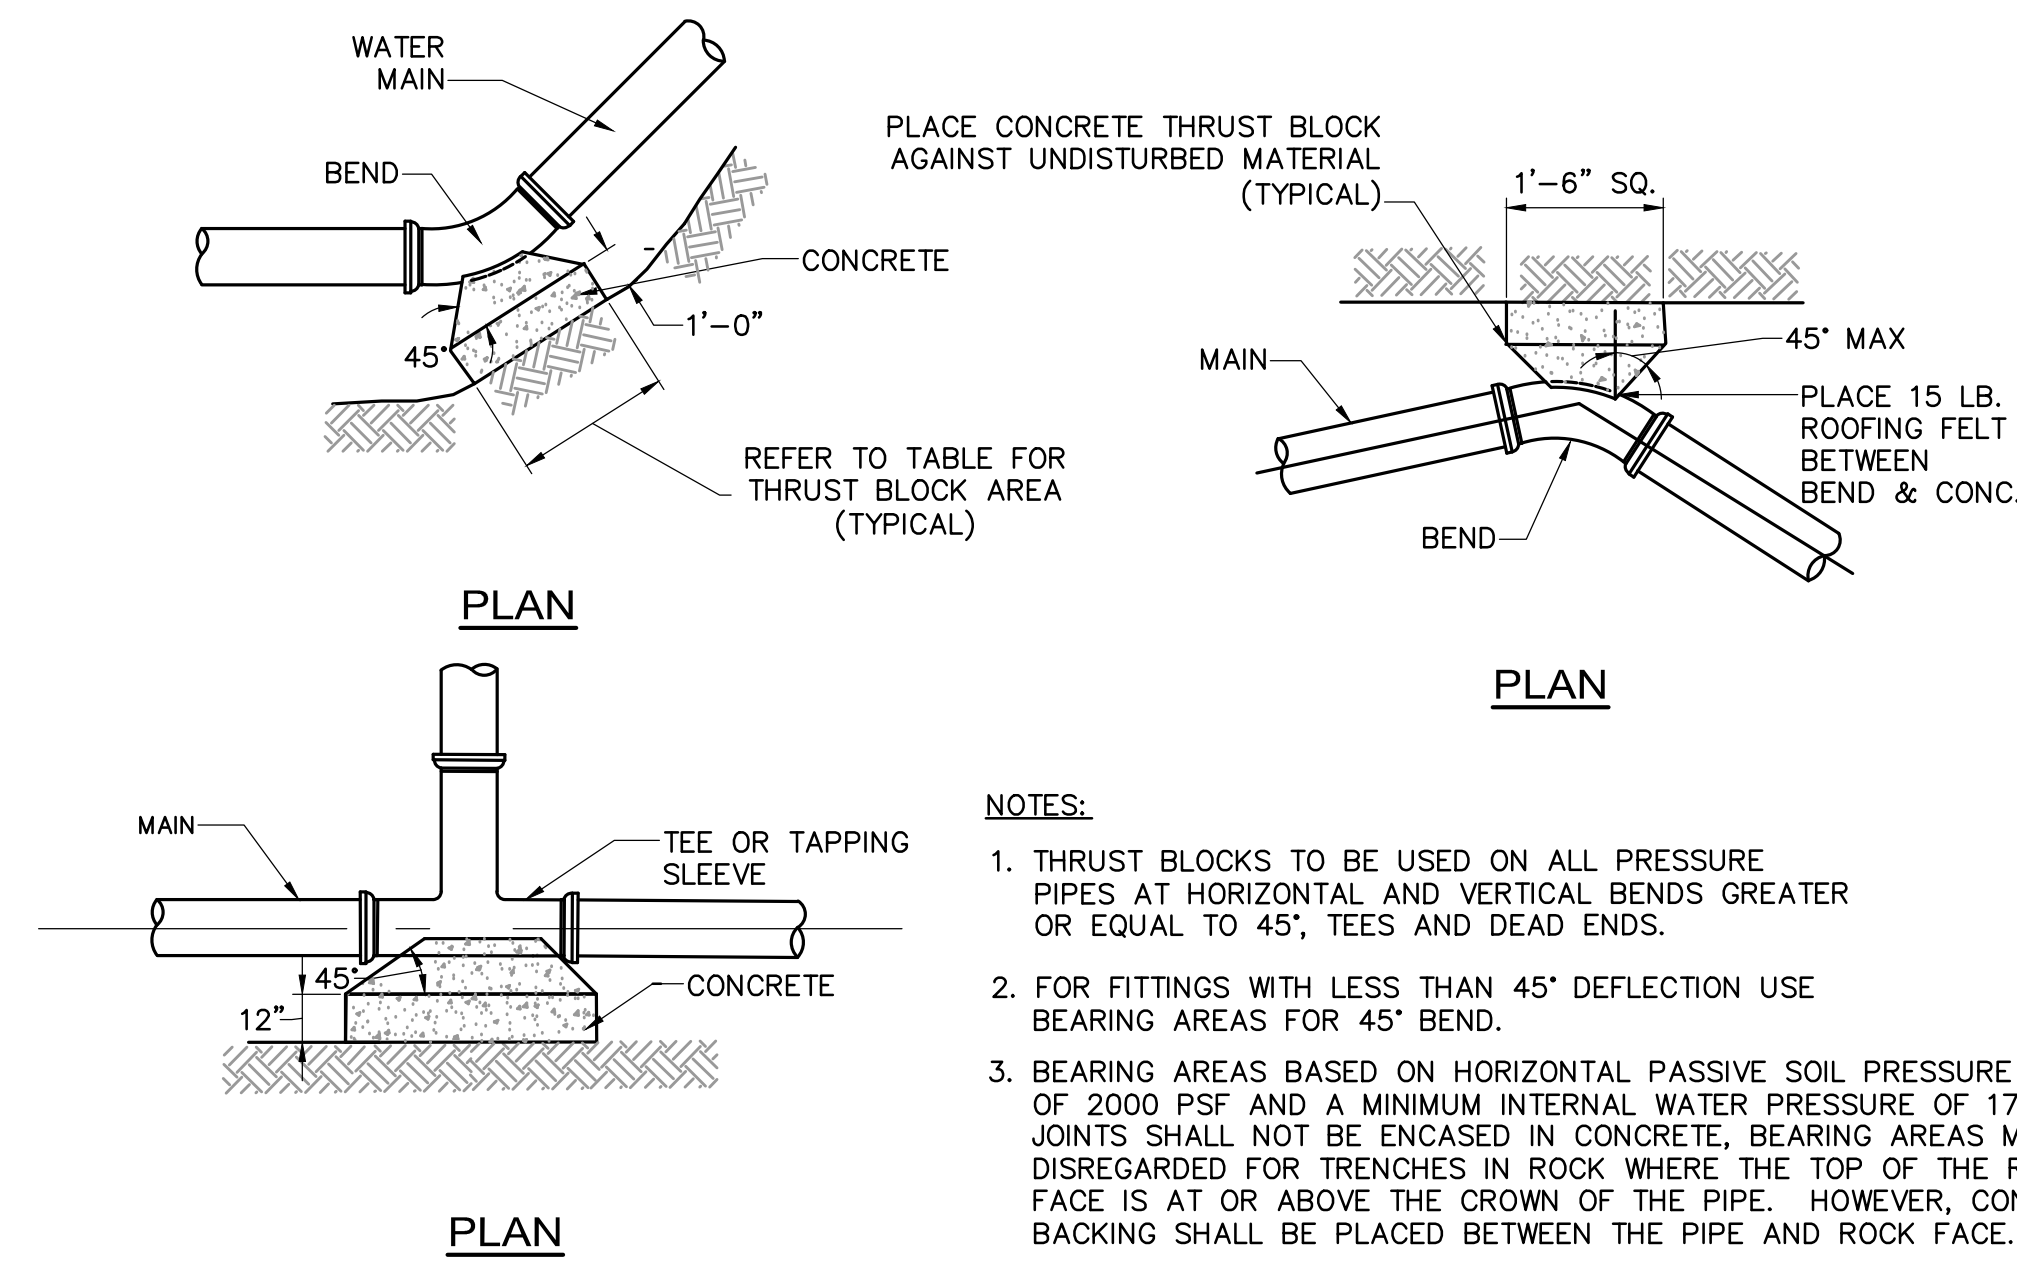 WATER
MAIN
BEND
CONCRETE
1'-0"
45°
REFER TO TABLE FOR
THRUST BLOCK AREA
(TYPICAL)
PLAN
PLACE CONCRETE THRUST BLOCK
AGAINST UNDISTURBED MATERIAL
(TYPICAL)
1'-6" SQ.
45° MAX
MAIN
PLACE 15 LB.
ROOFING FELT
BETWEEN
BEND & CONC.
BEND
PLAN
MAIN
TEE OR TAPPING
SLEEVE
45°
CONCRETE
12"
PLAN
NOTES:
1. THRUST BLOCKS TO BE USED ON ALL PRESSURE
PIPES AT HORIZONTAL AND VERTICAL BENDS GREATER
OR EQUAL TO 45°, TEES AND DEAD ENDS.
2. FOR FITTINGS WITH LESS THAN 45° DEFLECTION USE
BEARING AREAS FOR 45° BEND.
3. BEARING AREAS BASED ON HORIZONTAL PASSIVE SOIL PRESSURE
OF 2000 PSF AND A MINIMUM INTERNAL WATER PRESSURE OF
JOINTS SHALL NOT BE ENCASED IN CONCRETE, BEARING AREAS
DISREGARDED FOR TRENCHES IN ROCK WHERE THE TOP OF THE
FACE IS AT OR ABOVE THE CROWN OF THE PIPE. HOWEVER,
BACKING SHALL BE PLACED BETWEEN THE PIPE AND ROCK FACE.